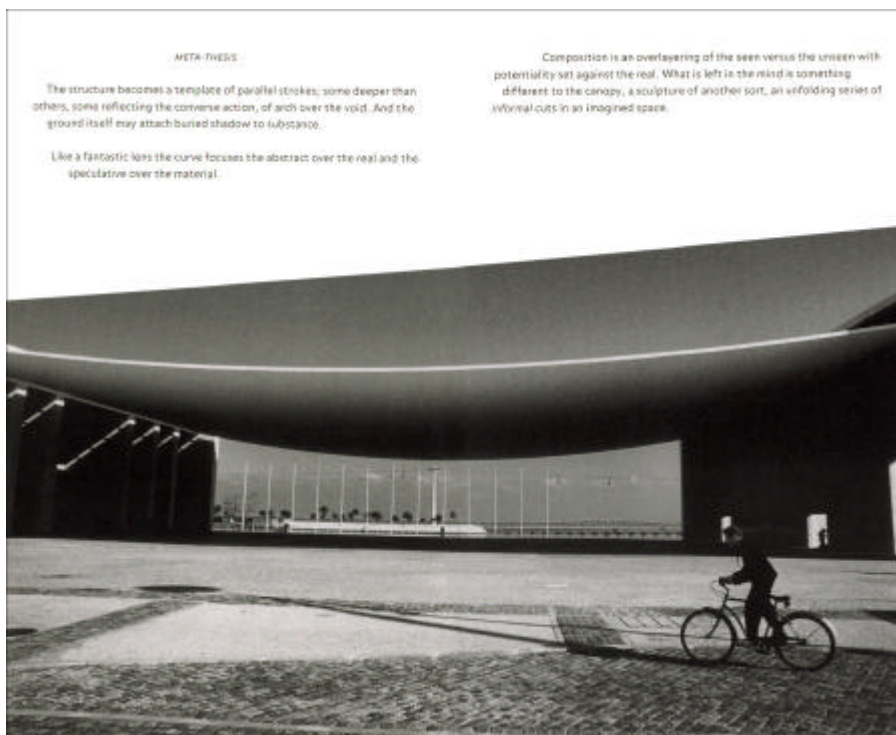 META-THESIS
The structure becomes a template of parallel strokes; some deeper than
others, some reflecting the converse action, of arch over the void. And the
ground itself may attach buried shadow to substance.
Like a fantastic lens the curve focuses the abstract over the real and the
speculative over the material.
Composition is an overlayering of the seen versus the unseen with
potentiality set against the real. What is left in the mind is something
different to the canopy, a sculpture of another sort, an unfolding series of
informal cuts in an imagined space.